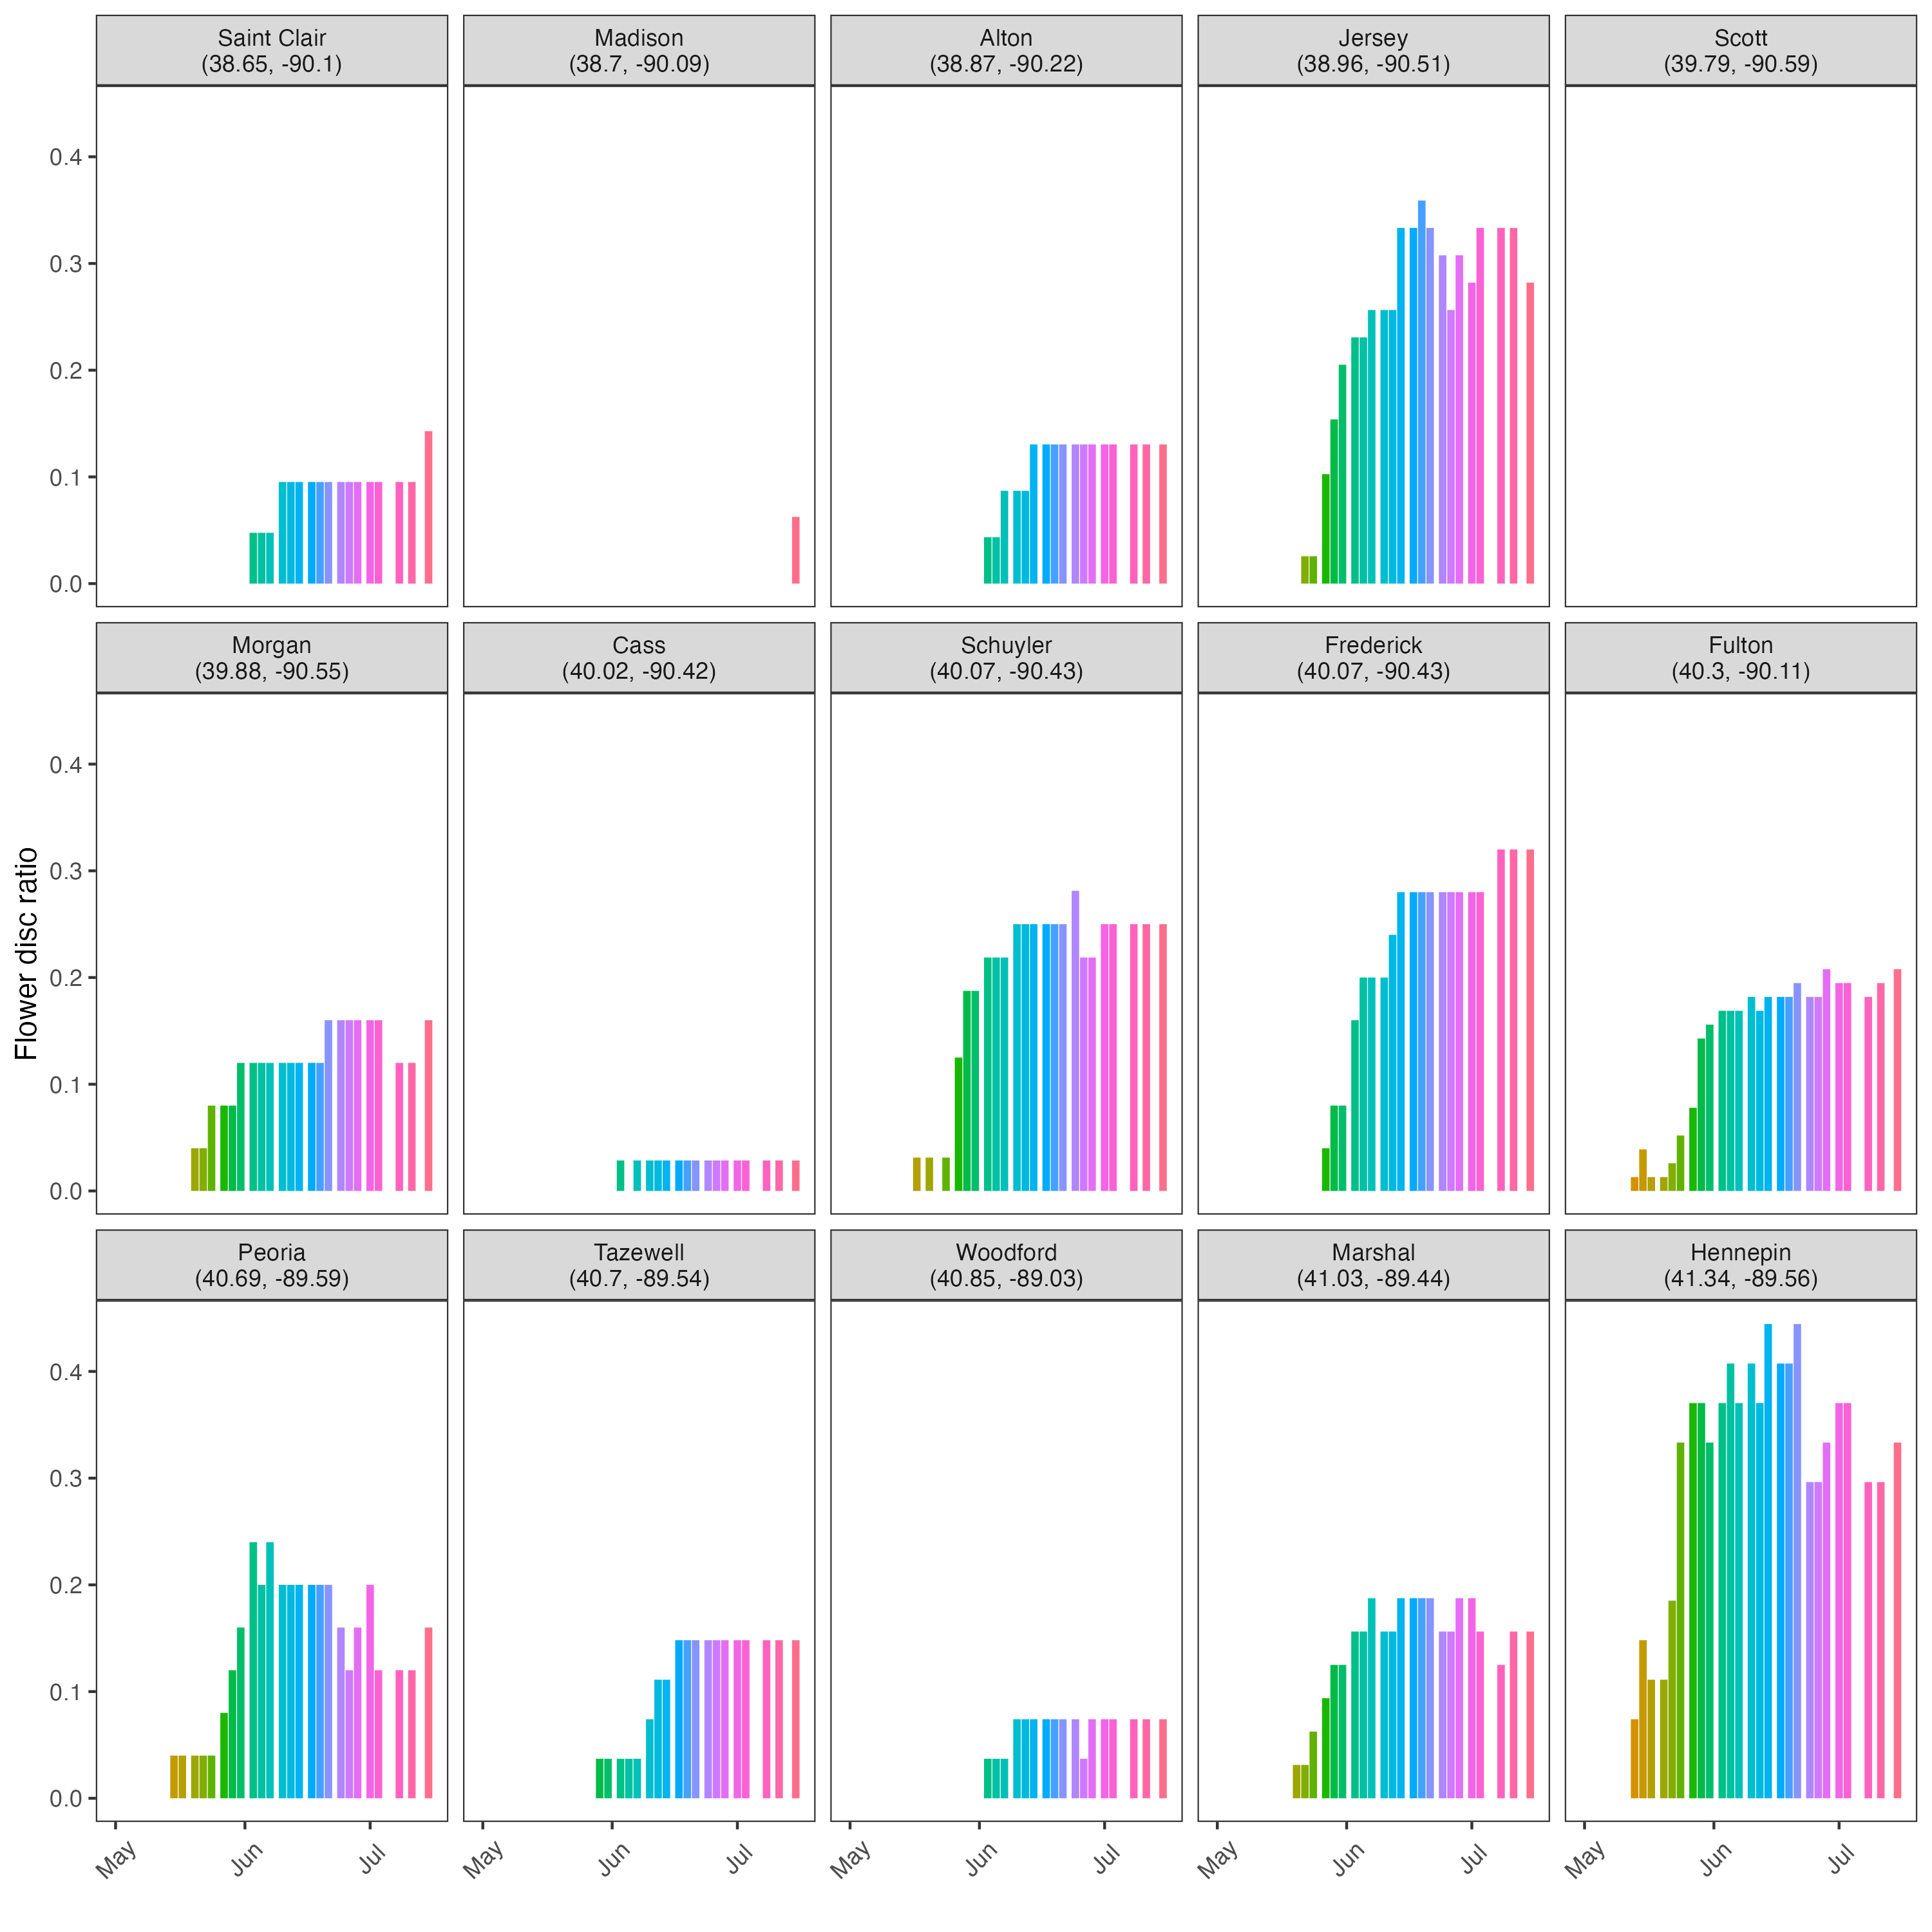 Saint Clair
(38.65, -90.1)
Madison
(38.7, -90.09)
Alton
(38.87, -90.22)
Jersey
(38.96, -90.51)
Scott
(39.79, -90.59)
0.4
0.3
0.2
0.1
0.0
Morgan
(39.88, -90.55)
Cass
(40.02, -90.42)
Schuyler
(40.07, -90.43)
Frederick
(40.07, -90.43)
Fulton
(40.3, -90.11)
0.4
0.3
0.2
0.1
0.0
Flower disc ratio
Peoria
(40.69, -89.59)
Tazewell
(40.7, -89.54)
Woodford
(40.85, -89.03)
Marshal
(41.03, -89.44)
Hennepin
(41.34, -89.56)
0.4
0.3
0.2
0.1
0.0
May Jun Jul
May Jun Jul
May Jun Jul
May Jun Jul
May Jun Jul